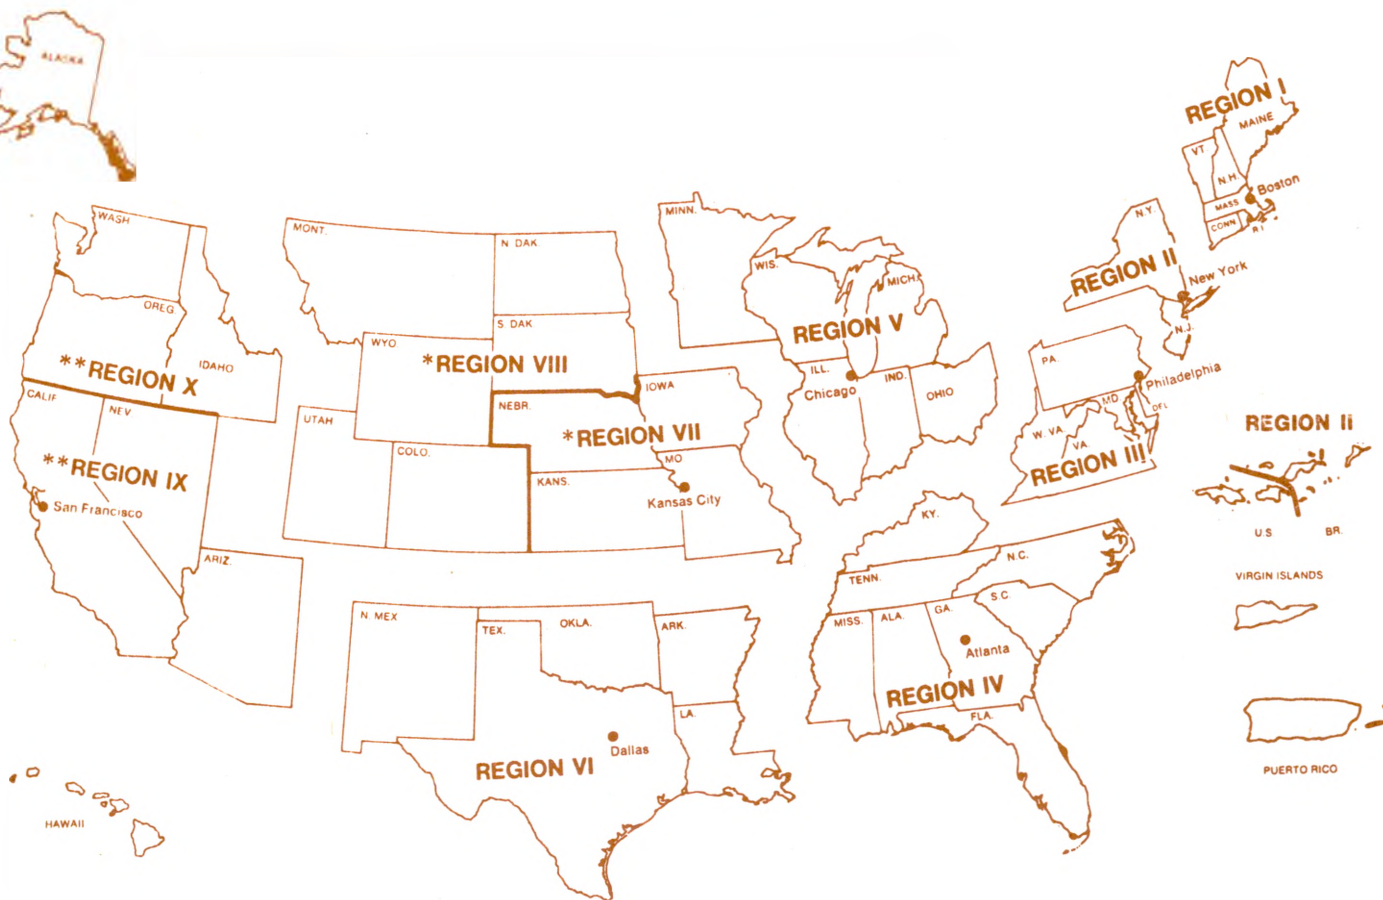 ALASKA
REGION I
MAINE
VT.
N.H.
Boston
MASS
CONN
R I
N.Y.
REGION II
New York
N.J.
WASH
OREG.
IDAHO
**REGION X
MONT.
N DAK
S. DAK
WYO.
*REGION VIII
UTAH
COLO.
MINN.
WIS.
MICH.
REGION V
ILL.
Chicago
IND.
OHIO
PA.
Philadelphia
MD
DEL
W. VA.
VA.
REGION III
REGION II
U.S
BR.
VIRGIN ISLANDS
PUERTO RICO
CALIF
NEV
**REGION IX
San Francisco
ARIZ.
NEBR.
IOWA
*REGION VII
KANS.
MO
Kansas City
KY.
TENN.
N.C.
S.C.
MISS.
ALA.
GA.
Atlanta
REGION IV
FLA.
N. MEX
TEX.
OKLA.
ARK.
LA.
Dallas
REGION VI
HAWAII